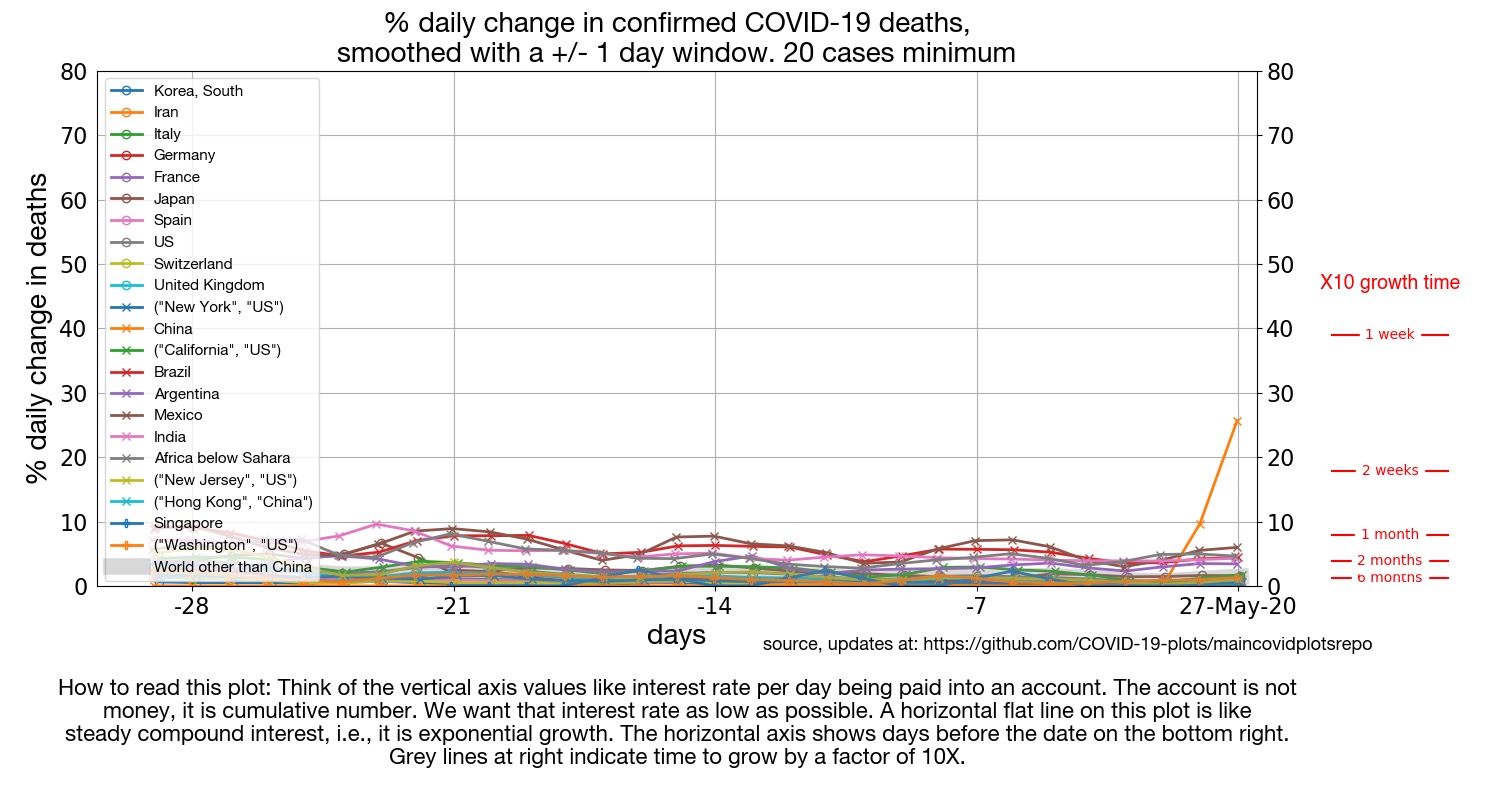 % daily change in confirmed COVID-19 deaths,
smoothed with a +/- 1 day window. 20 cases minimum
% daily change in deaths
80
70
60
50
40
30
20
10
0
Korea, South
Iran
Italy
Germany
France
Japan
Spain
US
Switzerland
United Kingdom
("New York", "US")
China
("California", "US")
Brazil
Argentina
Mexico
India
Africa below Sahara
("New Jersey", "US")
("Hong Kong", "China")
Singapore
("Washington", "US")
World other than China
80
70
60
50
40
30
20
10
0
X10 growth time
1 week
2 weeks
1 month
2 months
6 months
-28
-21
-14
-7
27-May-20
days
source, updates at: https://github.com/COVID-19-plots/maincovidplotsrepo
How to read this plot: Think of the vertical axis values like interest rate per day being paid into an account. The account is not
money, it is cumulative number. We want that interest rate as low as possible. A horizontal flat line on this plot is like
steady compound interest, i.e., it is exponential growth. The horizontal axis shows days before the date on the bottom right.
Grey lines at right indicate time to grow by a factor of 10X.